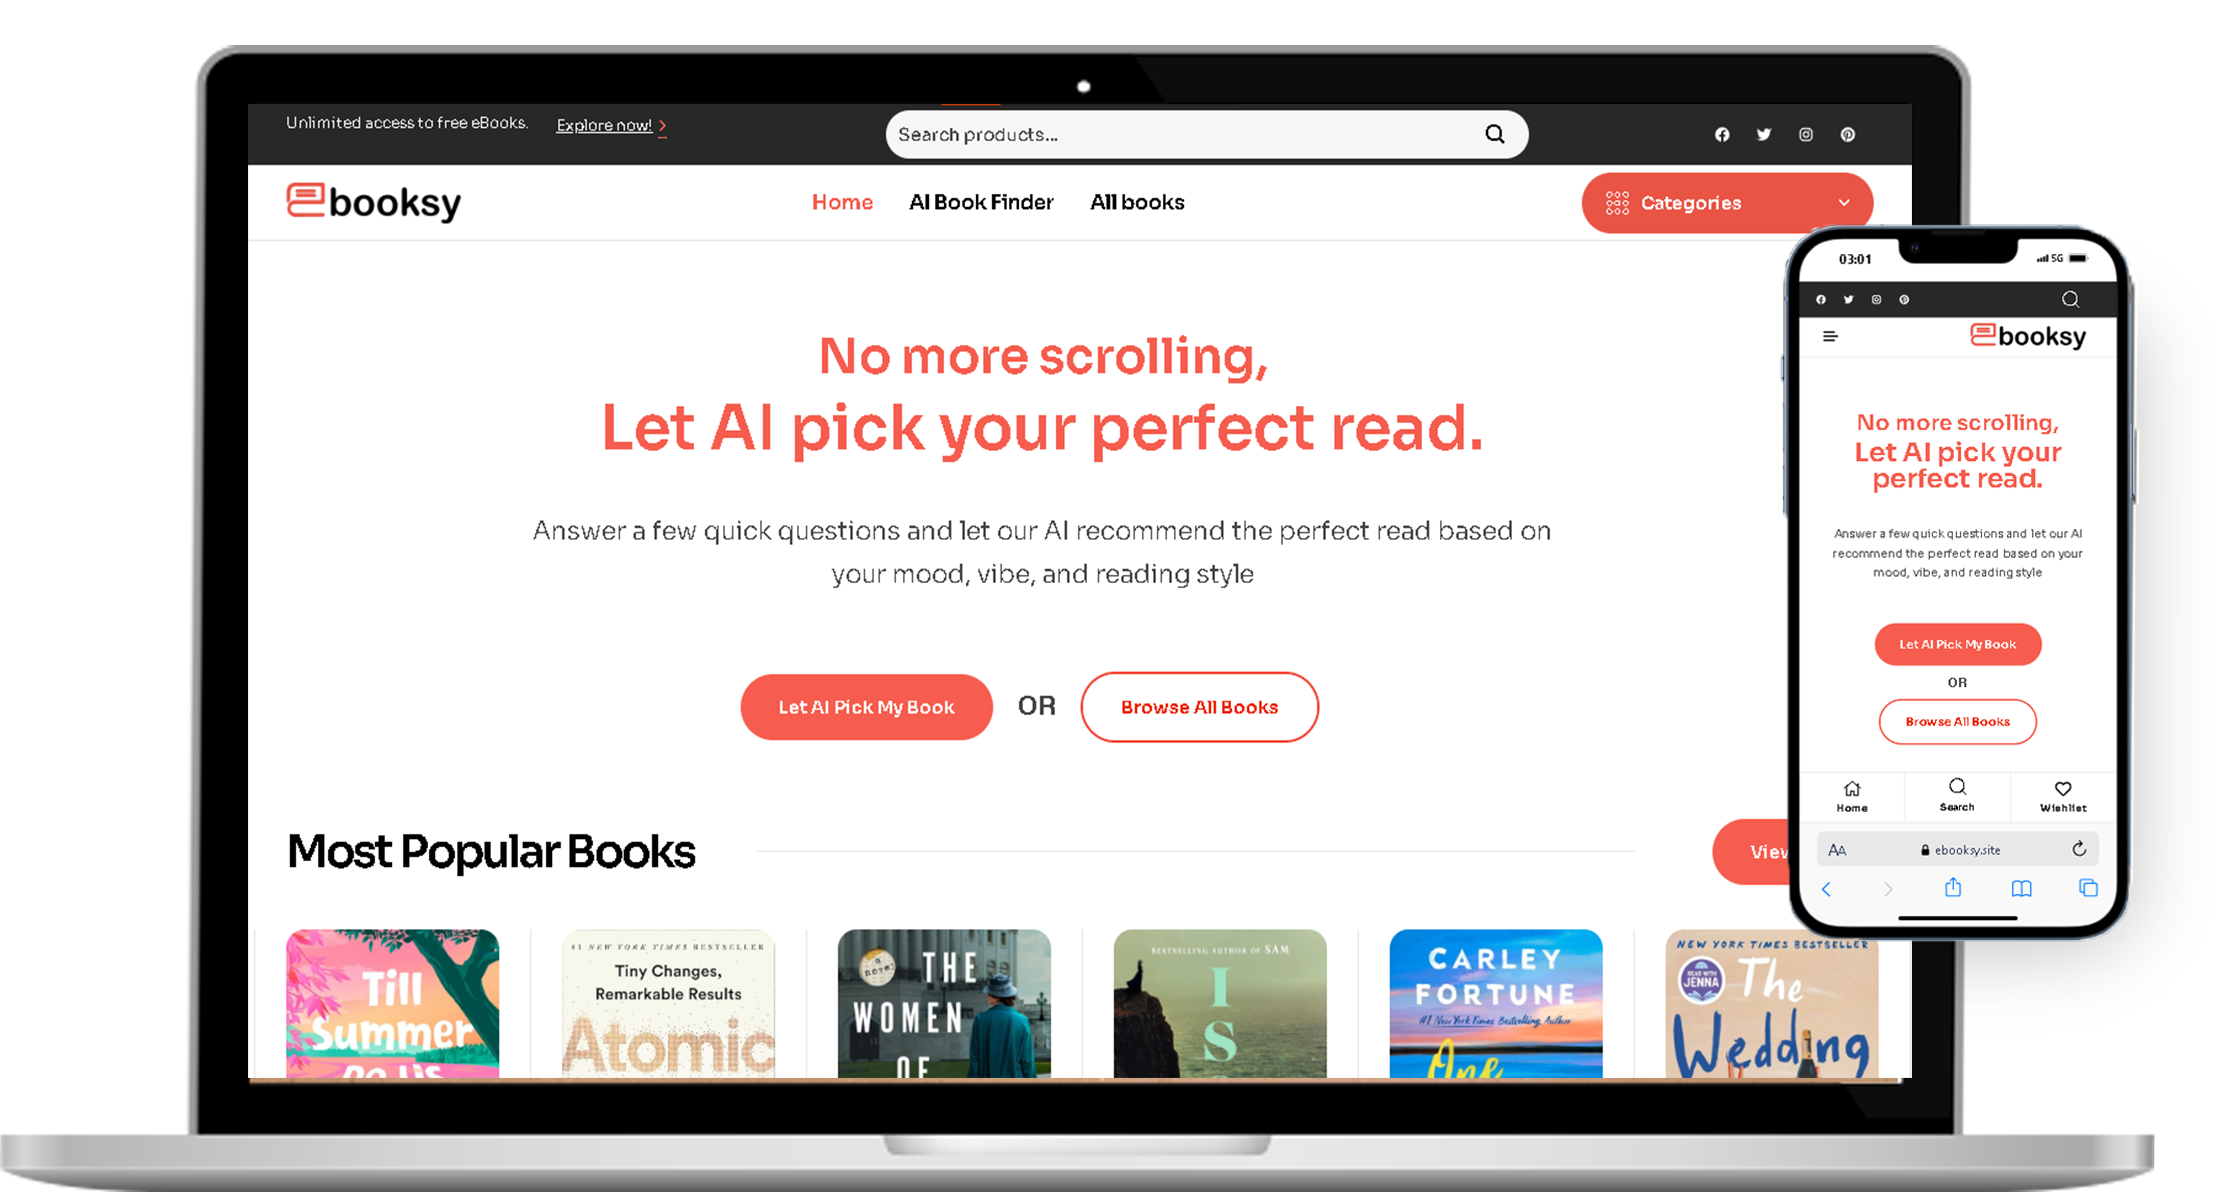 Unlimited access to free eBooks. Explore now!
Search products...
ebooksy
Home AI Book Finder All books
Categories
No more scrolling,
Let AI pick your perfect read.
Answer a few quick questions and let our AI recommend the perfect read based on
your mood, vibe, and reading style
Let AI Pick My Book OR Browse All Books
Most Popular Books
View
Till
Summer
Do Us
#1 NEW YORK TIMES BESTSELLER
Tiny Changes,
Remarkable Results
Atomic
a novel
THE
WOMEN
OF
BESTSELLING AUTHOR OF SAM
I
S
CARLEY
FORTUNE
#1 New York Times Bestselling Author
One
NEW YORK TIMES BESTSELLER
READ WITH
JENNA
The
Wedding
03:01
5G
ebooksy
No more scrolling,
Let AI pick your
perfect read.
Answer a few quick questions and let our AI
recommend the perfect read based on your
mood, vibe, and reading style
Let AI Pick My Book
OR
Browse All Books
Home Search Wishlist
AA ebooksy.site